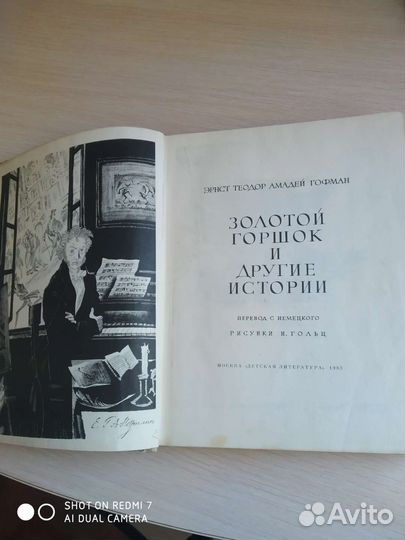 ЭРНСТ ТЕОДОР АМАДЕЙ ГОФМАН
ЗОЛОТОЙ
ГОРШОК
И
ДРУГИЕ
ИСТОРИИ
ПЕРЕВОД С НЕМЕЦКОГО
РИСУНКИ Н. ГОЛЬЦ
МОСКВА «ДЕТСКАЯ ЛИТЕРАТУРА» 1983
SHOT ON REDMI 7
AI DUAL CAMERA
Avito